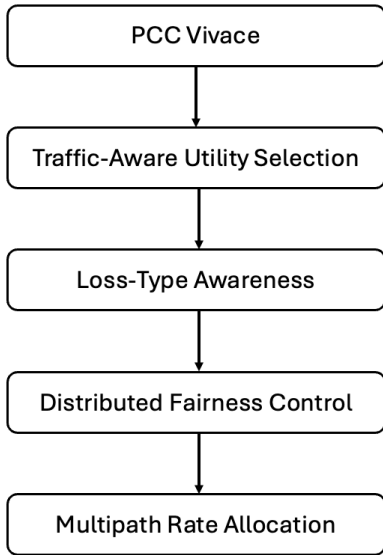 PCC Vivace
Traffic-Aware Utility Selection
Loss-Type Awareness
Distributed Fairness Control
Multipath Rate Allocation